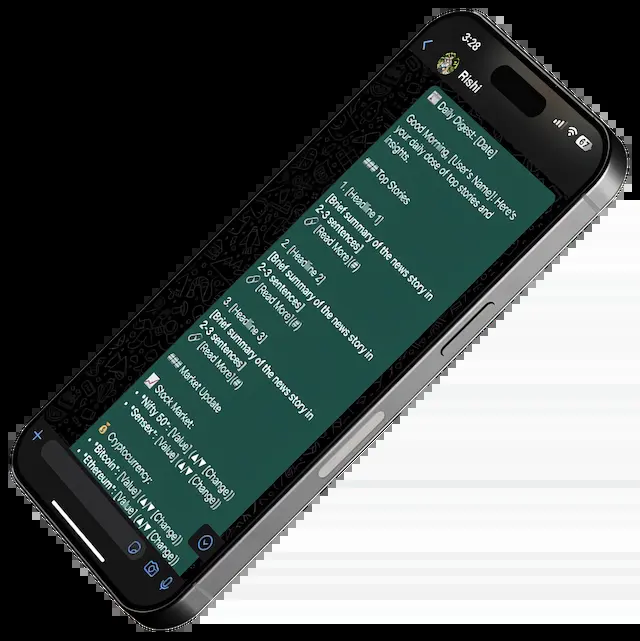 3:28
67
Rishi
📰 Daily Digest: [Date]
Good Morning, [User's Name]! Here's
your daily dose of top stories and
insights.
### Top Stories
1. [Headline 1]
[Brief summary of the news story in
2-3 sentences]
🔗 [Read More](#)
2. [Headline 2]
[Brief summary of the news story in
2-3 sentences]
🔗 [Read More](#)
3. [Headline 3]
[Brief summary of the news story in
2-3 sentences]
🔗 [Read More](#)
### Market Update
📈 Stock Market:
• *Nifty 50*: [Value] (▲/▼ [Change])
• *Sensex*: [Value] (▲/▼ [Change])
💰 Cryptocurrency:
• *Bitcoin*: [Value] (▲/▼ [Change])
• *Ethereum*: [Value] (▲/▼ [Change])